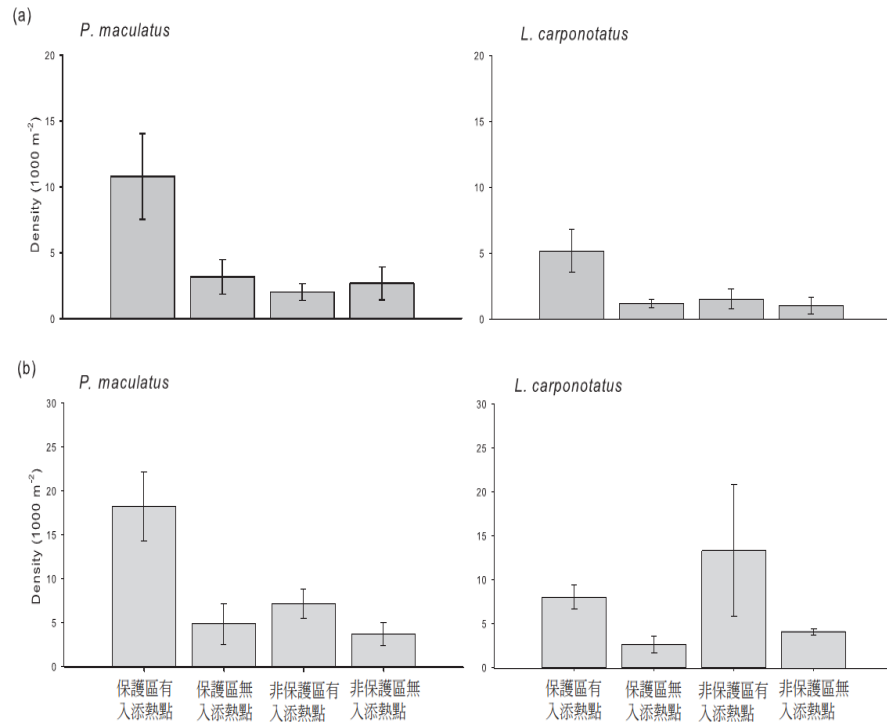 (a)
P. maculatus
L. carponotatus
20
15
10
5
0
Density (1000 m⁻²)
20
15
10
5
0
(b)
P. maculatus
L. carponotatus
30
25
20
15
10
5
0
Density (1000 m⁻²)
30
25
20
15
10
5
0
保護區有
入添熱點
保護區無
入添熱點
非保護區有
入添熱點
非保護區無
入添熱點
保護區有
入添熱點
保護區無
入添熱點
非保護區有
入添熱點
非保護區無
入添熱點